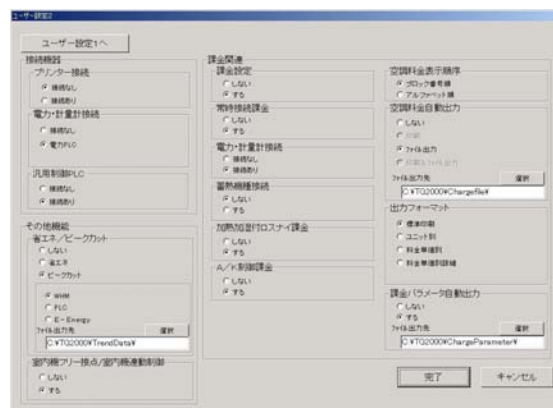 ユーザー設定2
ユーザー設定1へ
接続機器
プリンター接続
接続なし
接続あり
電力・計量計接続
接続なし
電力PLC
汎用制御PLC
接続なし
接続あり
その他機能
省エネ/ピークカット
しない
省エネ
ピークカット
WHM
PLC
E-Energy
ファイル出力先
選択
C:¥TG2000¥TrendData¥
室内機フリー接点/室内機連動制御
しない
する
課金関連
課金設定
しない
する
常時接続課金
しない
する
電力・計量計接続
接続なし
接続あり
蓄熱機種接続
しない
する
加熱加湿付ロスナイ課金
しない
する
A/K制御課金
しない
する
空調料金表示順序
ブロック番号順
アルファベット順
空調料金自動出力
しない
印刷
ファイル出力
印刷&ファイル出力
ファイル出力先
選択
C:¥TG2000¥Chargefile¥
出力フォーマット
標準印刷
ユニット別
料金単価別
料金単価別詳細
課金パラメータ自動出力
しない
する
ファイル出力先
選択
C:¥TG2000¥ChargeParameter¥
完了
キャンセル